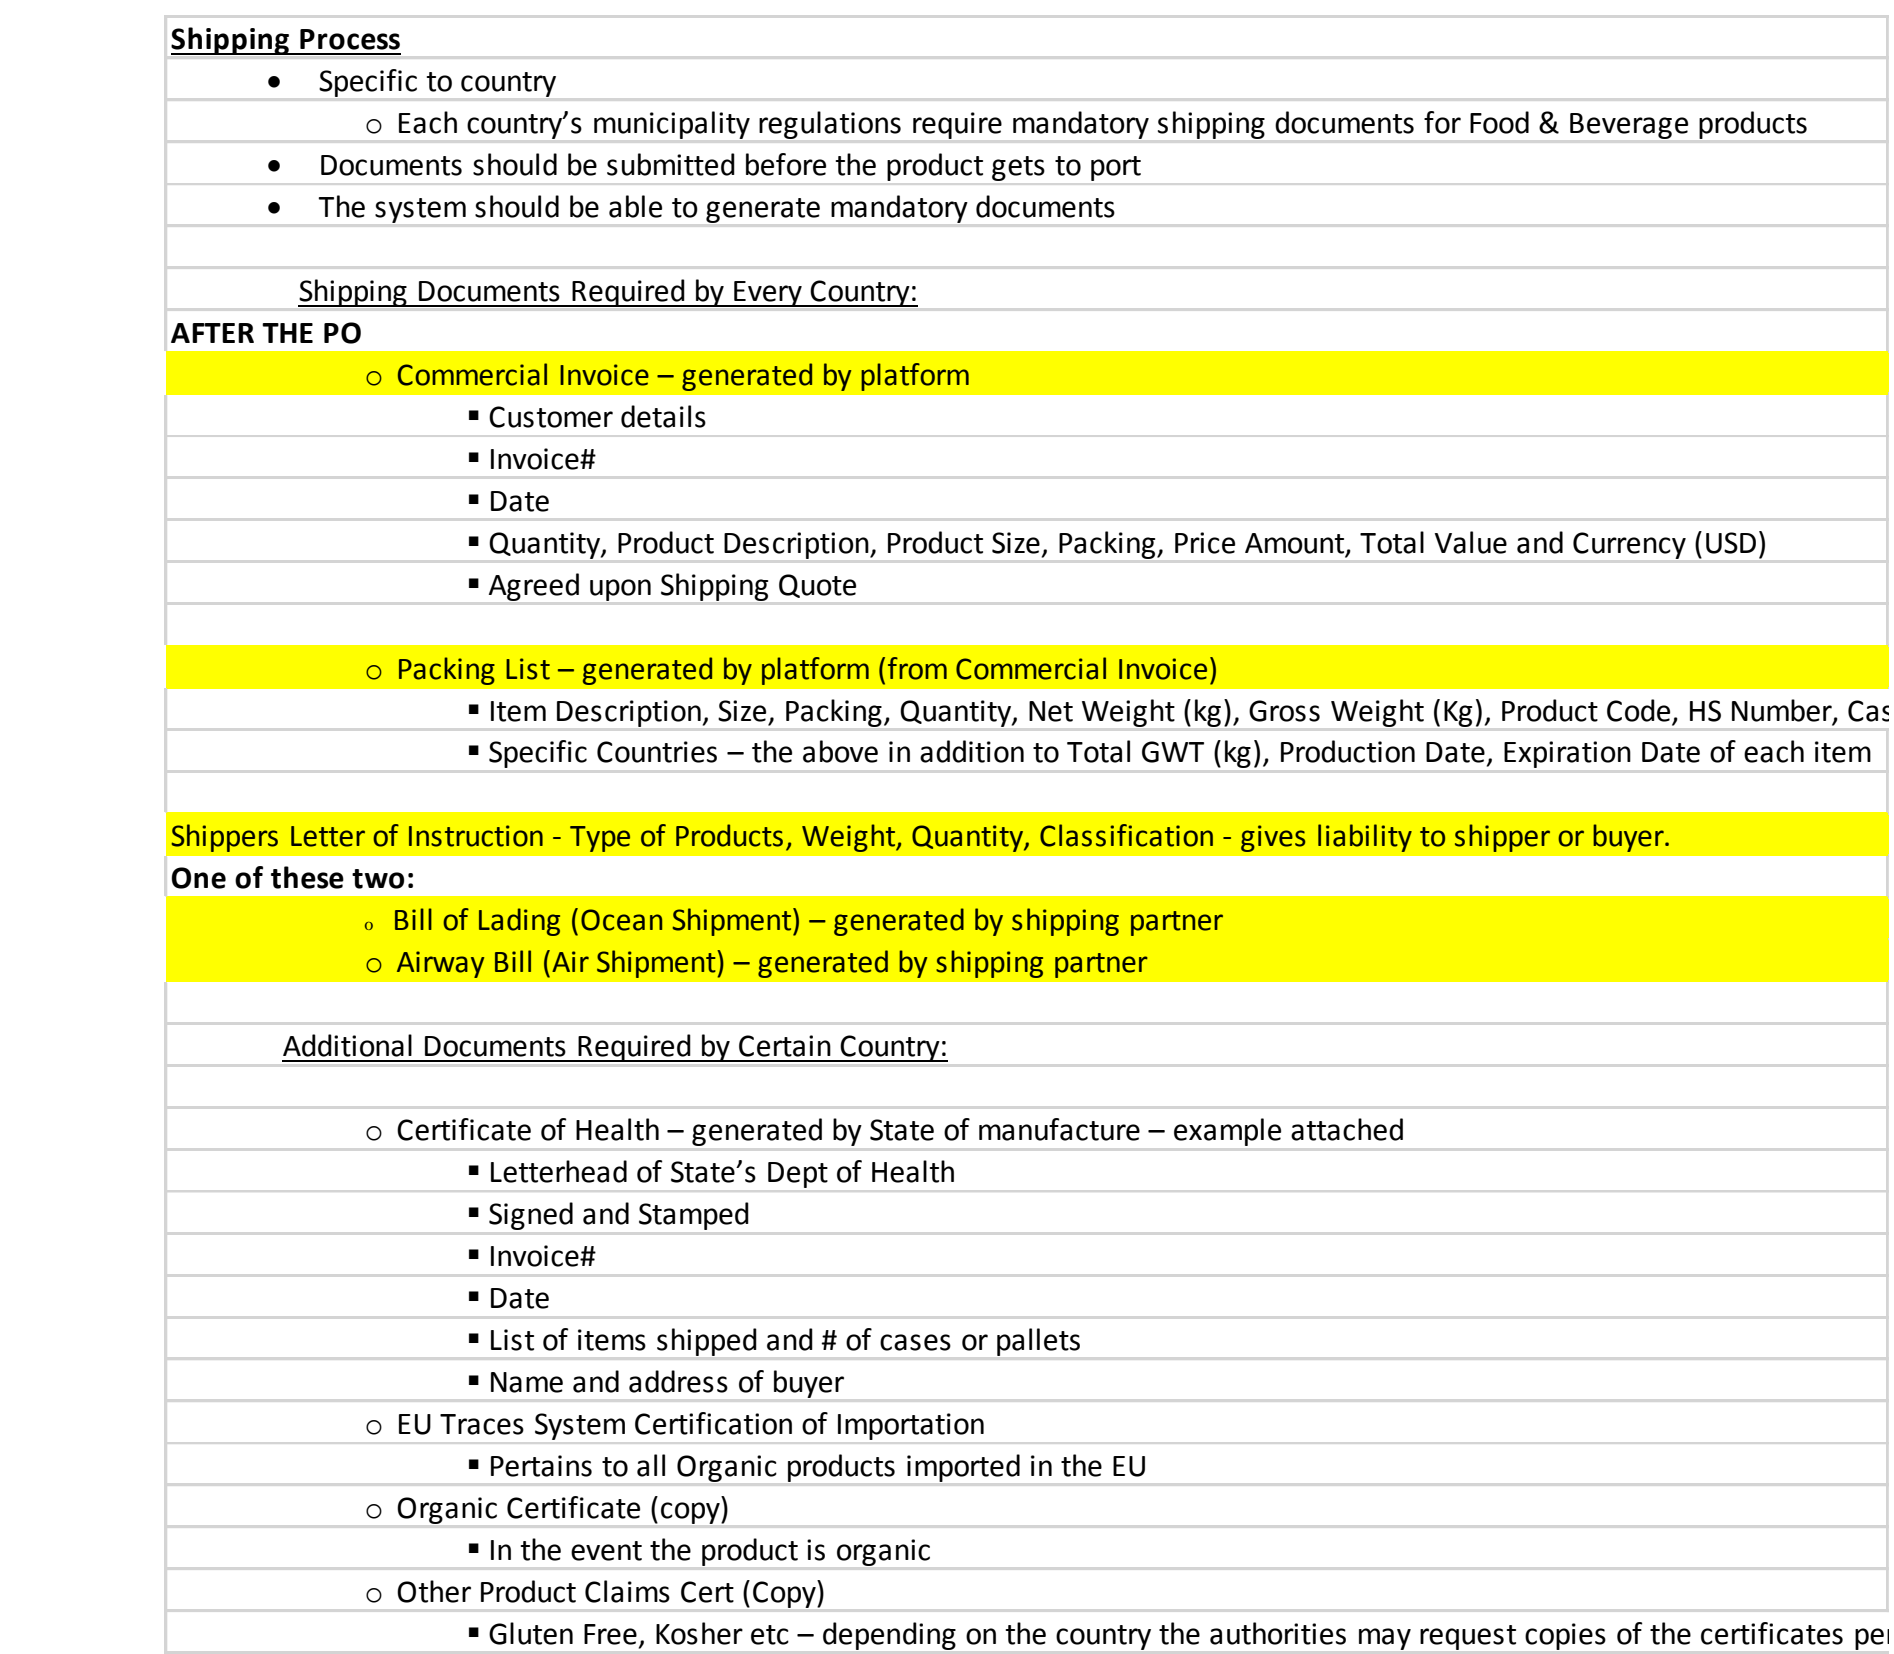 Shipping Process
• Specific to country
o Each country’s municipality regulations require mandatory shipping documents for Food & Beverage products
• Documents should be submitted before the product gets to port
• The system should be able to generate mandatory documents
Shipping Documents Required by Every Country:
AFTER THE PO
o Commercial Invoice – generated by platform
▪ Customer details
▪ Invoice#
▪ Date
▪ Quantity, Product Description, Product Size, Packing, Price Amount, Total Value and Currency (USD)
▪ Agreed upon Shipping Quote
o Packing List – generated by platform (from Commercial Invoice)
▪ Item Description, Size, Packing, Quantity, Net Weight (kg), Gross Weight (Kg), Product Code, HS Number,
▪ Specific Countries – the above in addition to Total GWT (kg), Production Date, Expiration Date of each item
Shippers Letter of Instruction - Type of Products, Weight, Quantity, Classification - gives liability to shipper or buyer.
One of these two:
o Bill of Lading (Ocean Shipment) – generated by shipping partner
o Airway Bill (Air Shipment) – generated by shipping partner
Additional Documents Required by Certain Country:
o Certificate of Health – generated by State of manufacture – example attached
▪ Letterhead of State’s Dept of Health
▪ Signed and Stamped
▪ Invoice#
▪ Date
▪ List of items shipped and # of cases or pallets
▪ Name and address of buyer
o EU Traces System Certification of Importation
▪ Pertains to all Organic products imported in the EU
o Organic Certificate (copy)
▪ In the event the product is organic
o Other Product Claims Cert (Copy)
▪ Gluten Free, Kosher etc – depending on the country the authorities may request copies of the certificates